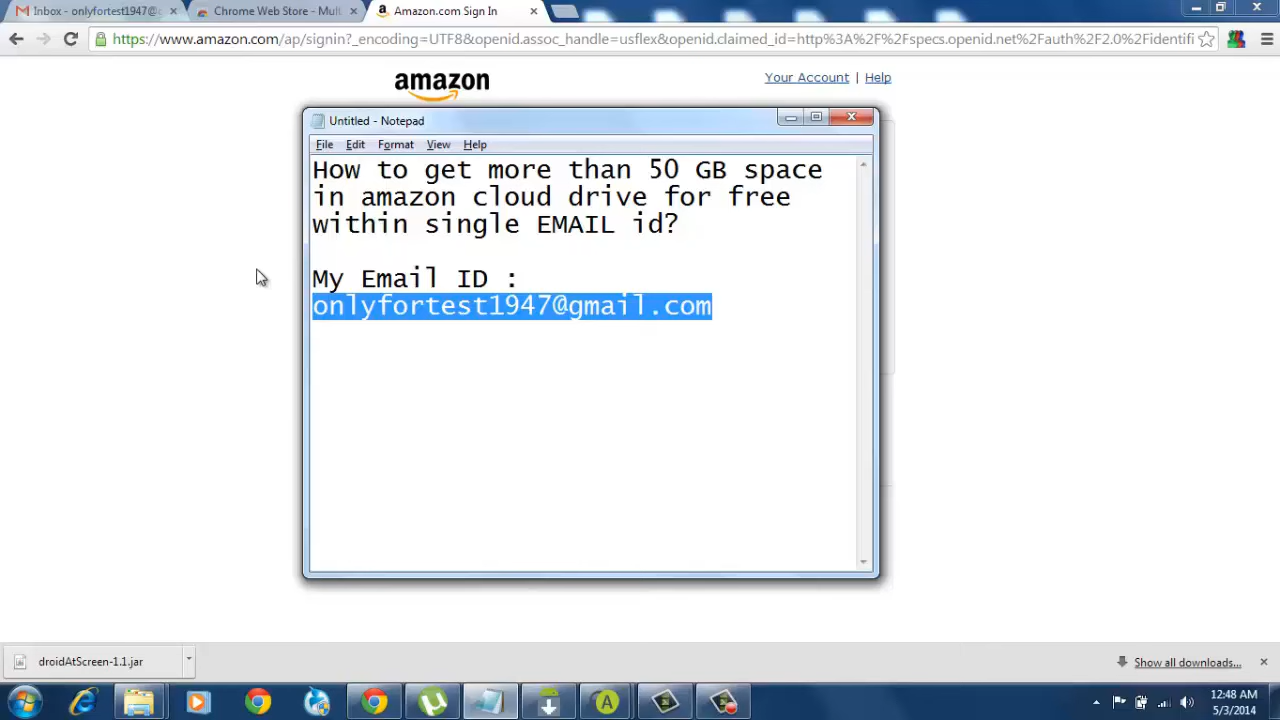 Inbox - onlyfortest1947@g
Chrome Web Store - Mult
Amazon.com Sign In
https://www.amazon.com/ap/signin?_encoding=UTF8&openid.assoc_handle=usflex&openid.claimed_id=http%3A%2F%2Fspecs.openid.net%2Fauth%2F2.0%2Fidentifi
amazon
Your Account | Help
Untitled - Notepad
File Edit Format View Help
How to get more than 50 GB space
in amazon cloud drive for free
within single EMAIL id?
My Email ID :
onlyfortest1947@gmail.com
droidAtScreen-1.1.jar
Show all downloads...
12:48 AM
5/3/2014